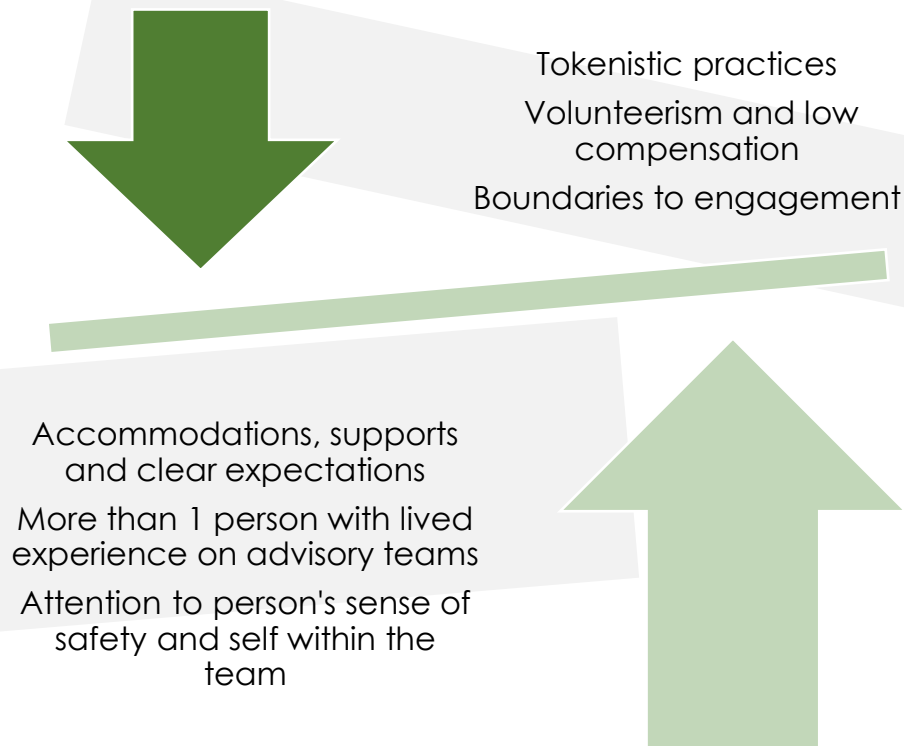 Tokenistic practices
Volunteerism and low
compensation
Boundaries to engagement
Accommodations, supports
and clear expectations
More than 1 person with lived
experience on advisory teams
Attention to person's sense of
safety and self within the
team